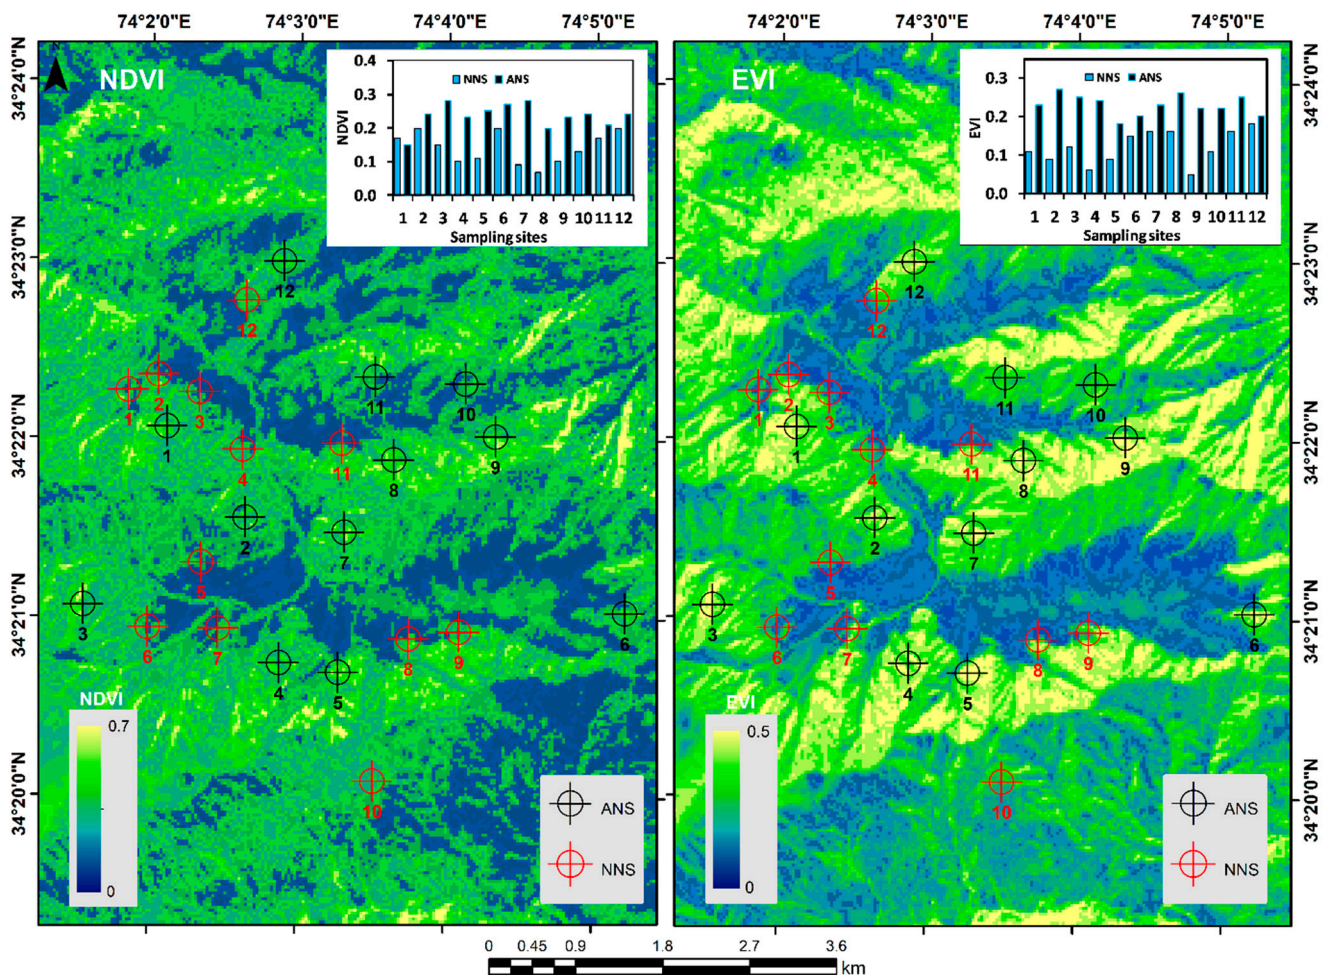 74°2'0"E 74°3'0"E 74°4'0"E 74°5'0"E 74°2'0"E 74°3'0"E 74°4'0"E 74°5'0"E
34°24'0"N
34°23'0"N
34°22'0"N
34°21'0"N
34°20'0"N
N
NDVI
NNS ANS
0.4
0.3
0.2
0.1
0.0
NDVI
1 2 3 4 5 6 7 8 9 10 11 12
Sampling sites
12
12
1
2
3
1
11
10
4
11
8
9
2
7
5
3
6
7
8
9
6
4
5
10
NDVI
0.7
0
ANS
NNS
EVI
NNS ANS
0.3
0.2
0.1
0.0
EVI
1 2 3 4 5 6 7 8 9 10 11 12
Sampling sites
12
12
1
2
3
1
11
10
4
11
8
9
2
7
5
3
6
7
8
9
6
4
5
10
EVI
0.5
0
ANS
NNS
34°24'0"N
34°23'0"N
34°22'0"N
34°21'0"N
34°20'0"N
0 0.45 0.9 1.8 2.7 3.6
km